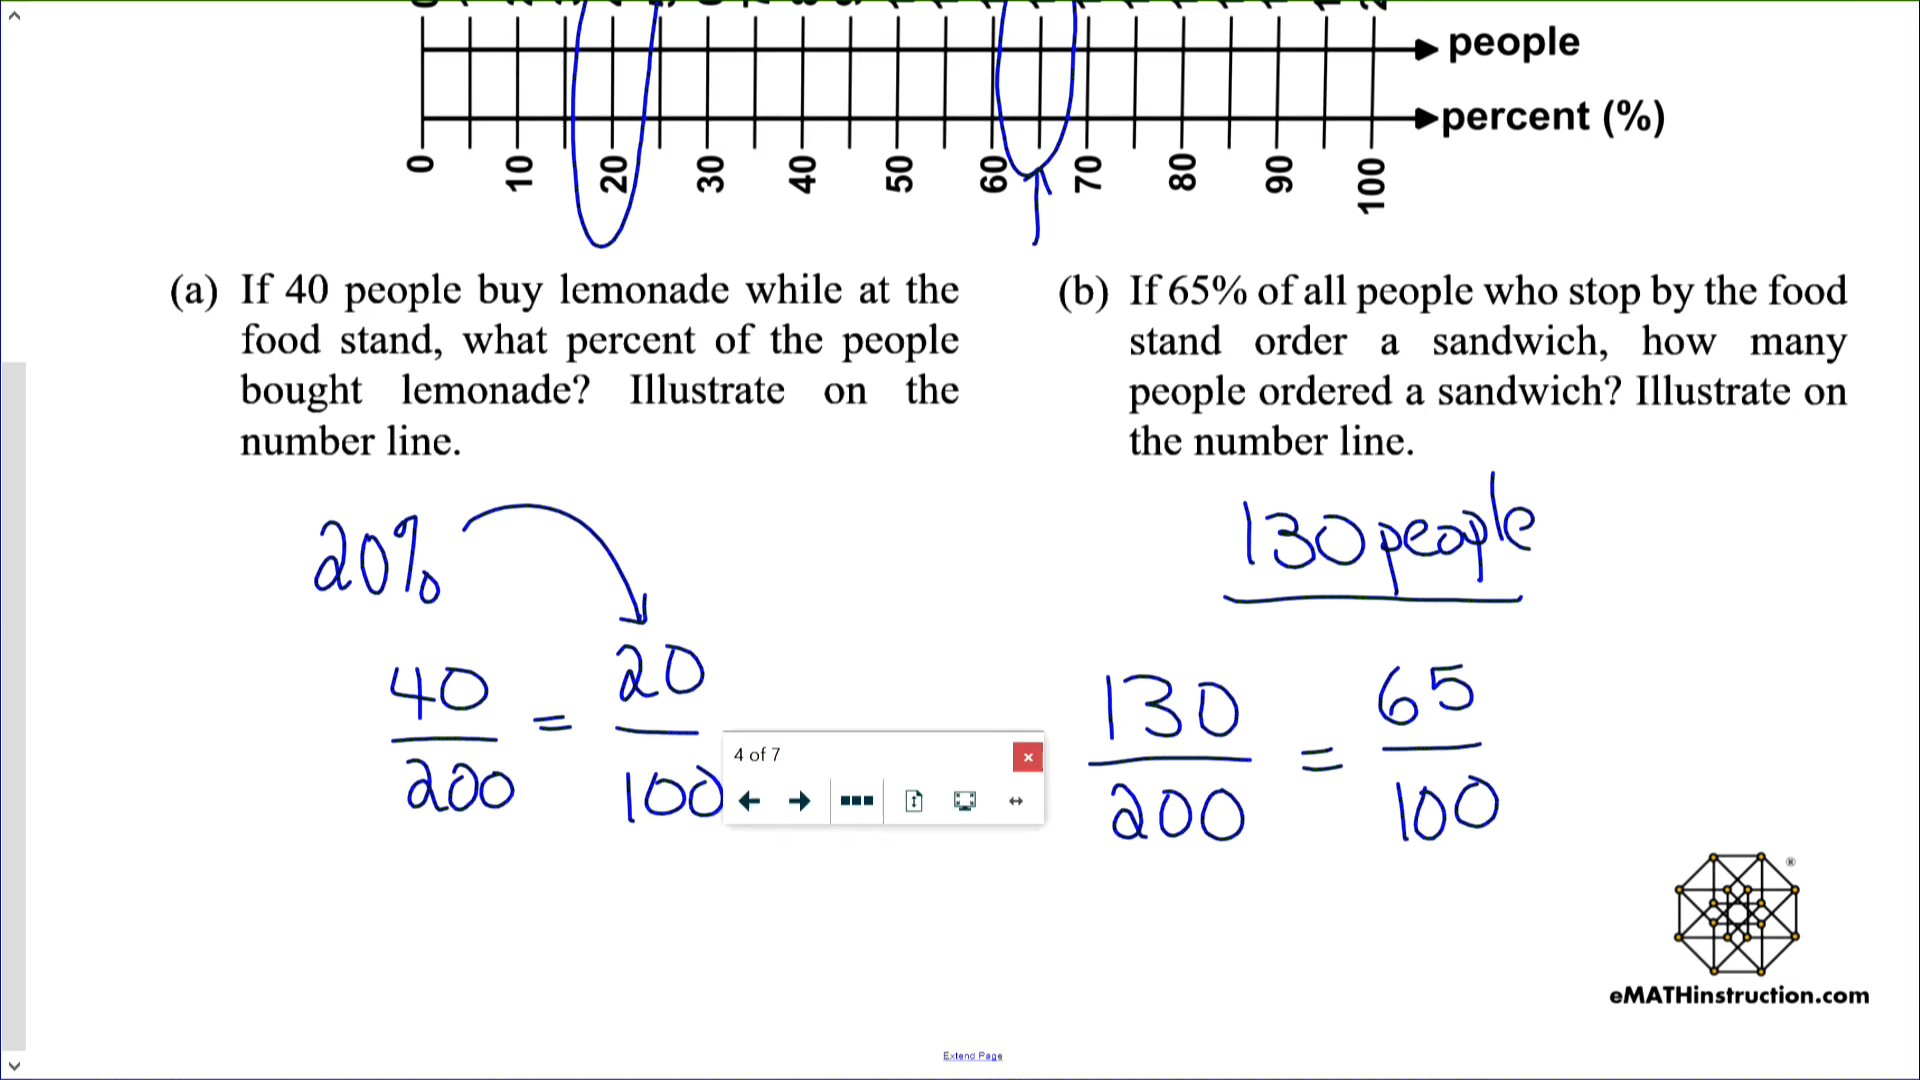 people
percent (%)
0 10 20 30 40 50 60 70 80 90 100
(a) If 40 people buy lemonade while at the
food stand, what percent of the people
bought lemonade? Illustrate on the
number line.
20%
40 = 20
200 100
(b) If 65% of all people who stop by the food
stand order a sandwich, how many
people ordered a sandwich? Illustrate on
the number line.
130 people
130 = 65
200 100
4 of 7
®
eMATHinstruction.com
Extend Page